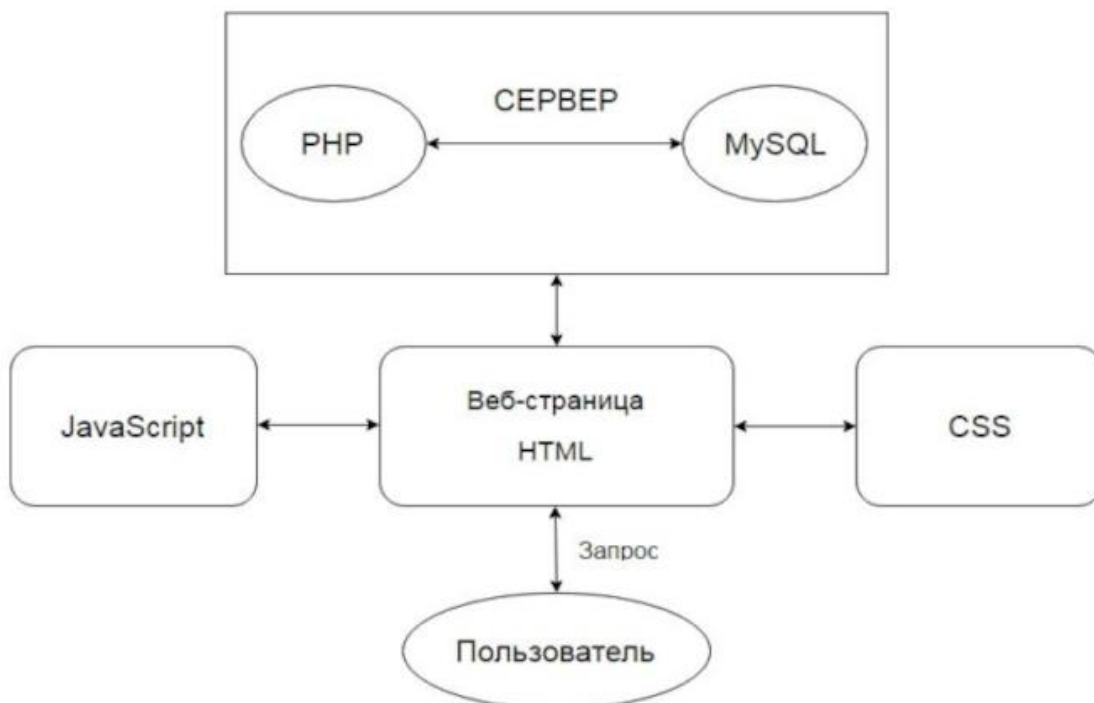 СЕРВЕР
PHP
MySQL
JavaScript
Веб-страница
HTML
CSS
Запрос
Пользователь